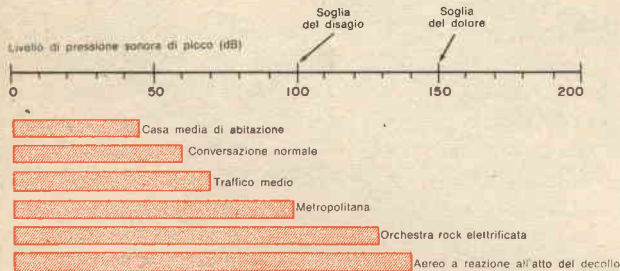 Soglia
del disagio
Soglia
del dolore
Livello di pressione sonora di picco (dB)
0 50 100 150 200
Casa media di abitazione
Conversazione normale
Traffico medio
Metropolitana
Orchestra rock elettrificata
Aereo a reazione all'atto del decollo